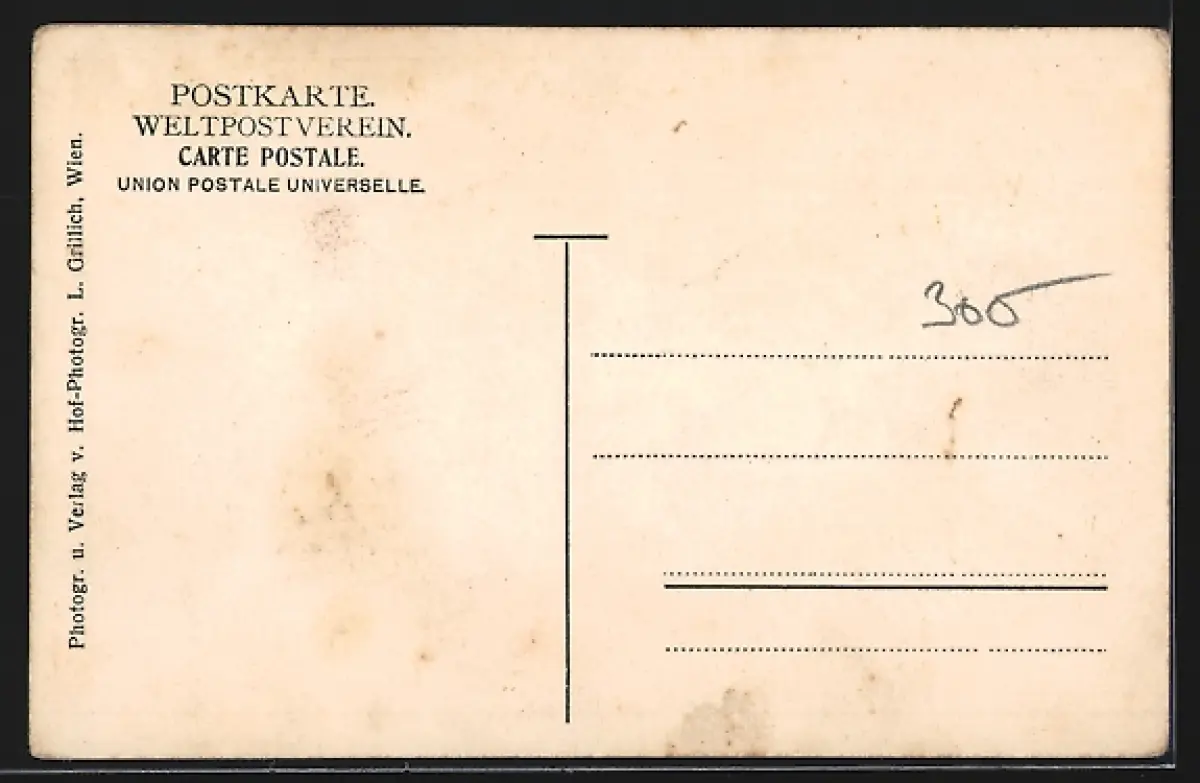 POSTKARTE.
WELTPOSTVEREIN.
CARTE POSTALE.
UNION POSTALE UNIVERSELLE.
Photogr. u. Verlag v. Hof-Photogr. L. Grillich, Wien.
300